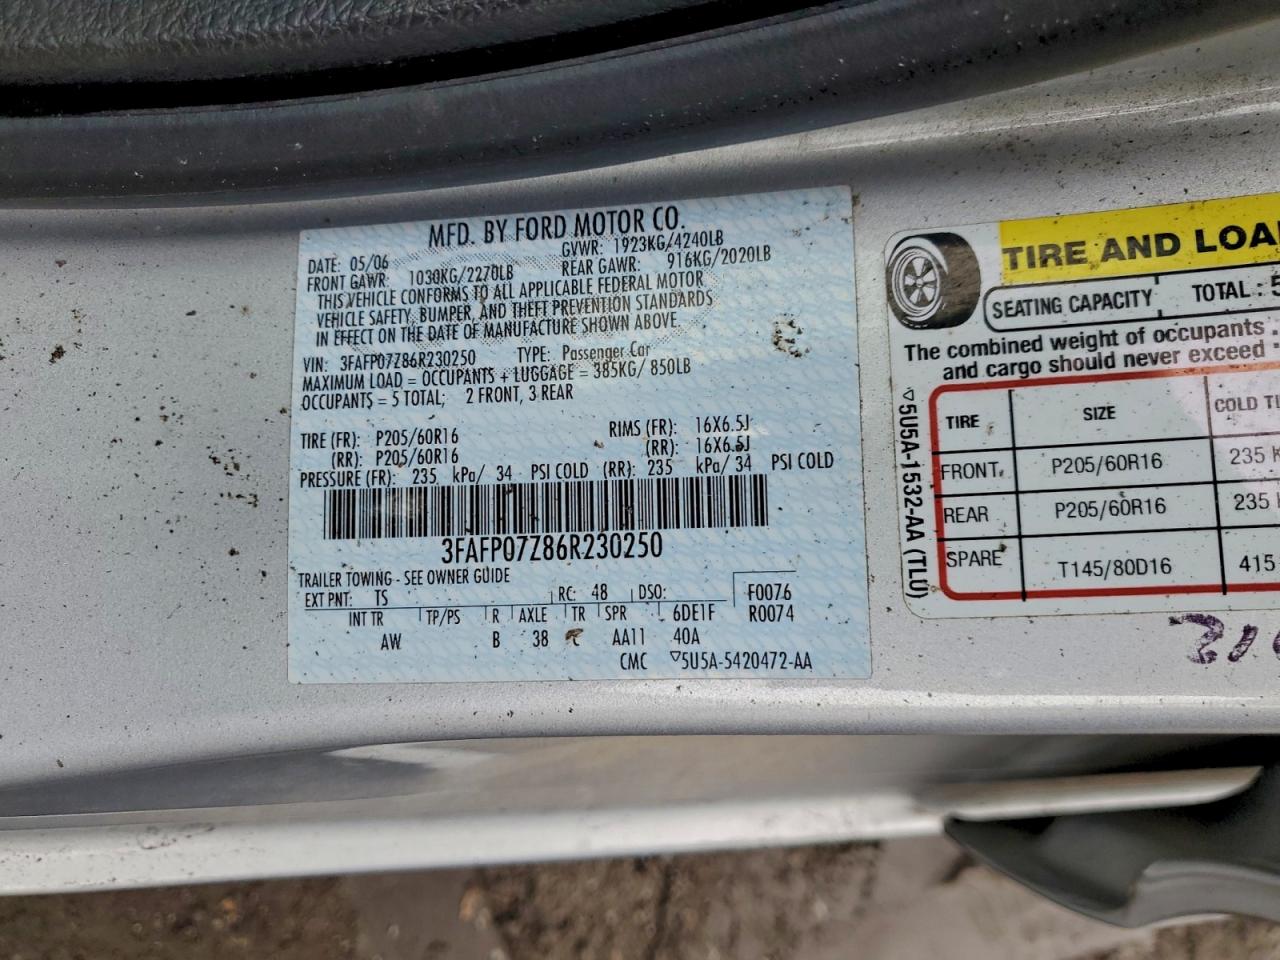 MFD. BY FORD MOTOR CO.
DATE: 05/06 GVWR: 1923KG/4240LB
FRONT GAWR: 1030KG/2270LB REAR GAWR: 916KG/2020LB
THIS VEHICLE CONFORMS TO ALL APPLICABLE FEDERAL MOTOR
VEHICLE SAFETY, BUMPER, AND THEFT PREVENTION STANDARDS
IN EFFECT ON THE DATE OF MANUFACTURE SHOWN ABOVE
VIN: 3FAFP07Z86R230250 TYPE: Passenger Car
MAXIMUM LOAD = OCCUPANTS + LUGGAGE = 385KG/ 850LB
OCCUPANTS = 5 TOTAL; 2 FRONT, 3 REAR
TIRE (FR): P205/60R16 RIMS (FR): 16X6.5J
(RR): P205/60R16 (RR): 16X6.5J
PRESSURE (FR): 235 kPa/ 34 PSI COLD (RR): 235 kPa/ 34 PSI COLD
3FAFP07Z86R230250
TRAILER TOWING - SEE OWNER GUIDE
EXT PNT: TS RC: 48 DSO: F0076
INT TR TP/PS R AXLE TR SPR 6DE1F R0074
AW B 38 AA11 40A
CMC ▽5U5A-5420472-AA
TIRE AND LOA
SEATING CAPACITY TOTAL : 5
The combined weight of occupants
and cargo should never exceed
TIRE SIZE COLD TI
FRONT P205/60R16 235
REAR P205/60R16 235
SPARE T145/80D16 415
▽5U5A-1532-AA (TLU)